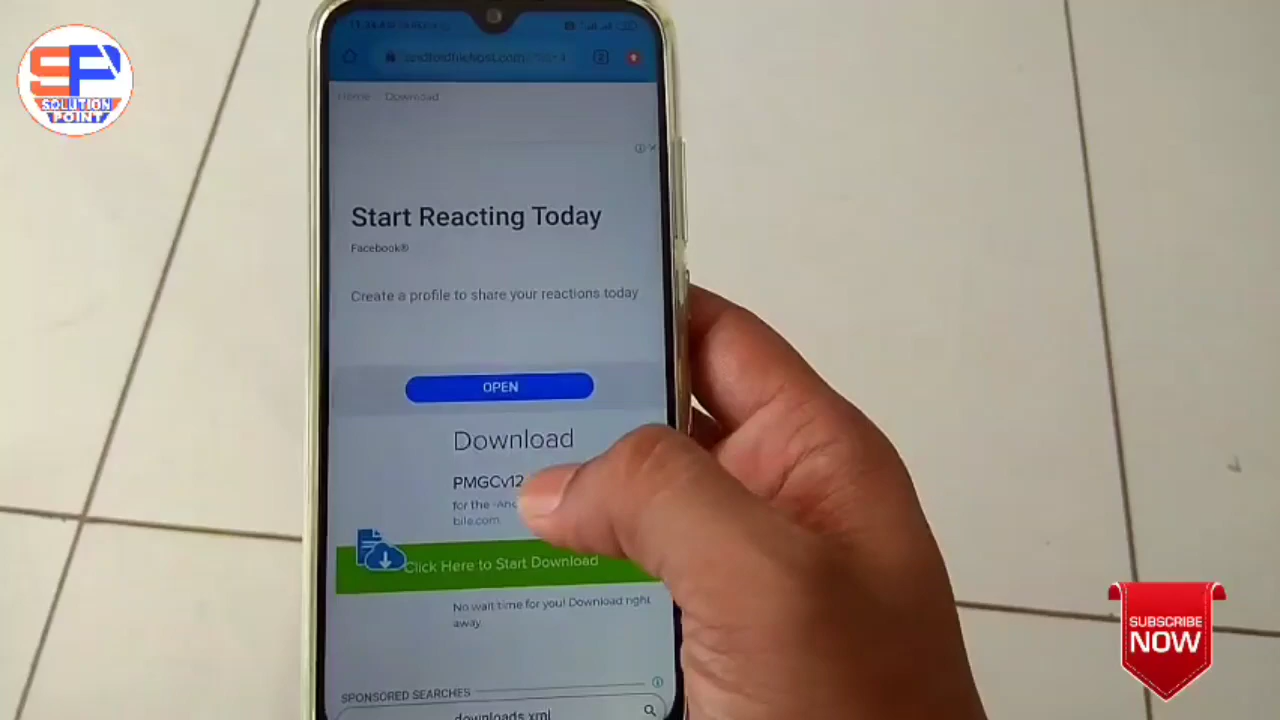 SP
SOLUTION
POINT
Home Download
Start Reacting Today
Facebook®
Create a profile to share your reactions today
OPEN
Download
PMGCv12
for the
bile.com
Click Here to Start Download
No wait time for you! Download right
away.
SPONSORED SEARCHES
downloads xml
SUBSCRIBE
NOW